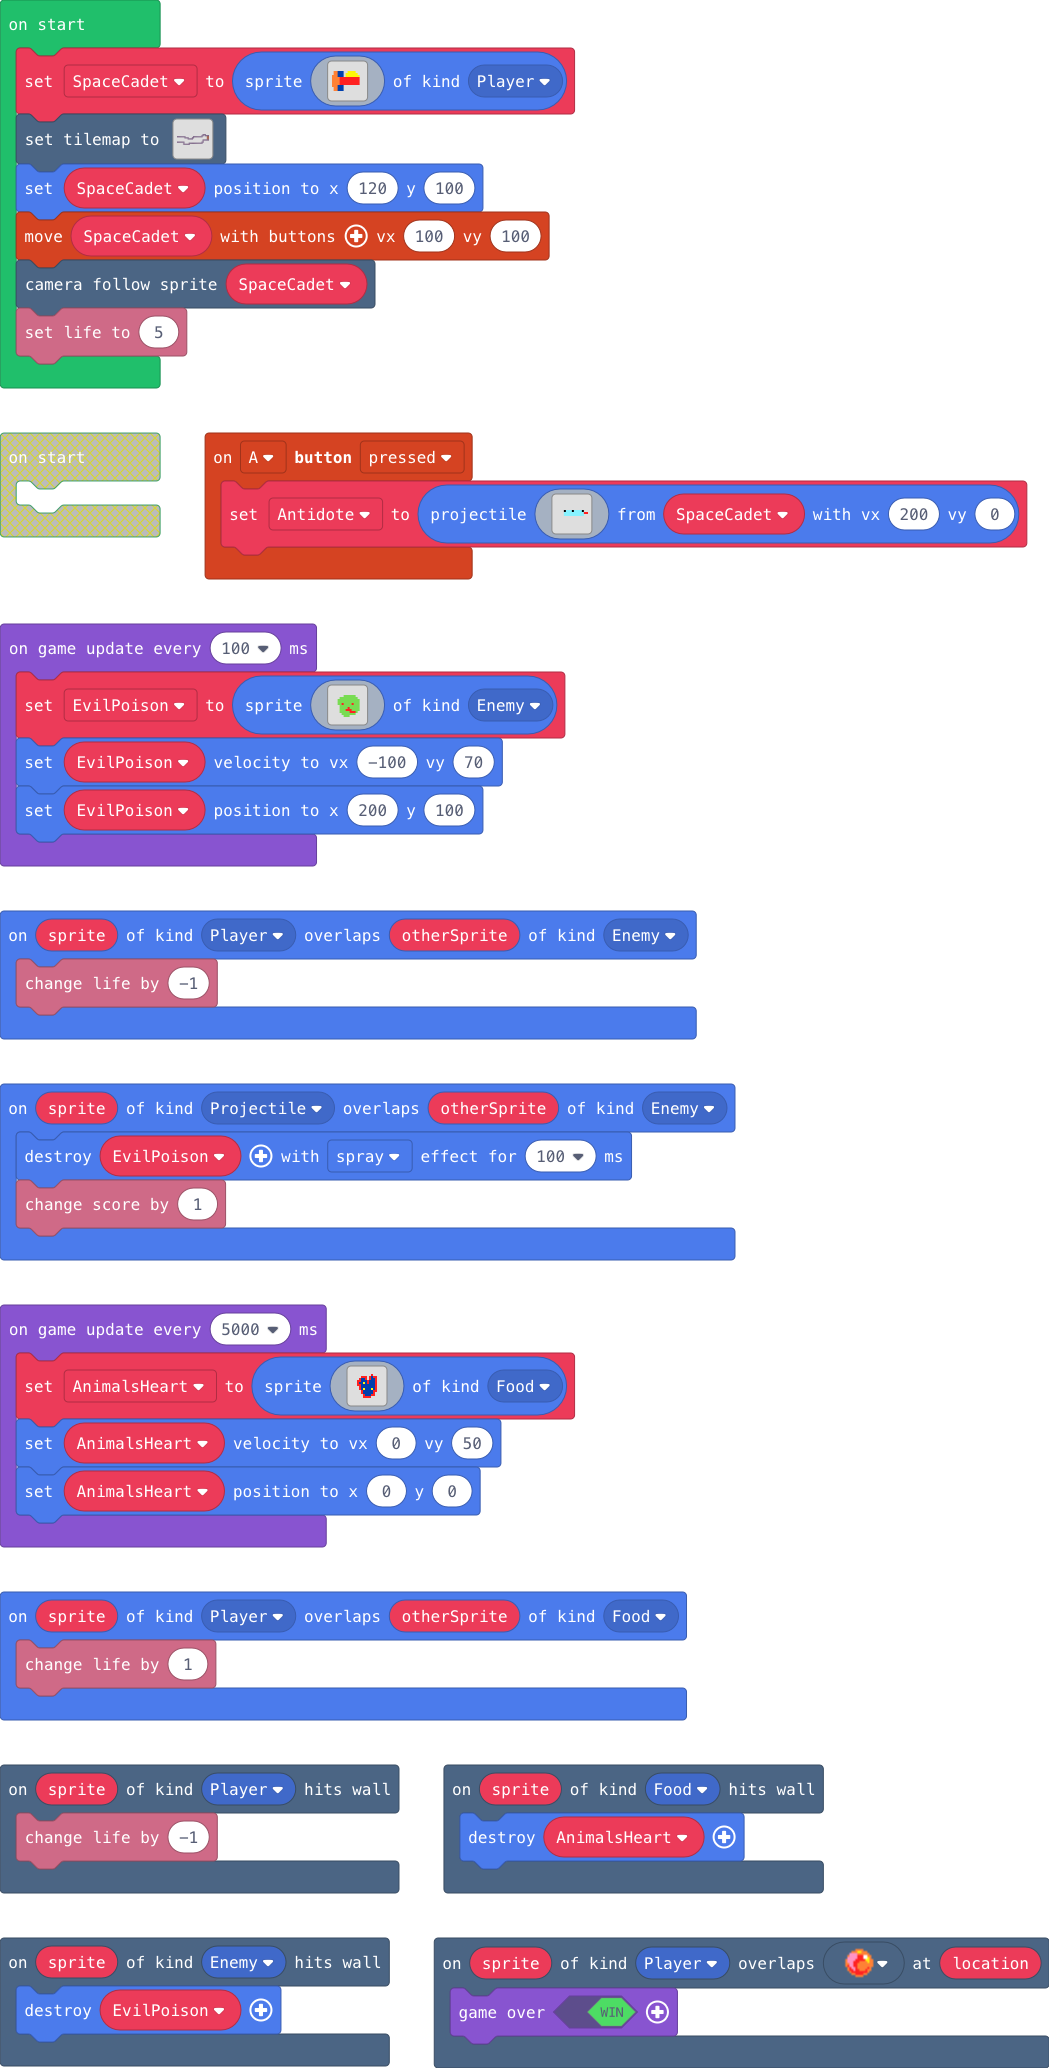 on start
set SpaceCadet to sprite of kind Player
set tilemap to
set SpaceCadet position to x 120 y 100
move SpaceCadet with buttons vx 100 vy 100
camera follow sprite SpaceCadet
set life to 5
on start
on A button pressed
set Antidote to projectile from SpaceCadet with vx 200 vy 0
on game update every 100 ms
set EvilPoison to sprite of kind Enemy
set EvilPoison velocity to vx -100 vy 70
set EvilPoison position to x 200 y 100
on sprite of kind Player overlaps otherSprite of kind Enemy
change life by -1
on sprite of kind Projectile overlaps otherSprite of kind Enemy
destroy EvilPoison with spray effect for 100 ms
change score by 1
on game update every 5000 ms
set AnimalsHeart to sprite of kind Food
set AnimalsHeart velocity to vx 0 vy 50
set AnimalsHeart position to x 0 y 0
on sprite of kind Player overlaps otherSprite of kind Food
change life by 1
on sprite of kind Player hits wall
change life by -1
on sprite of kind Food hits wall
destroy AnimalsHeart
on sprite of kind Enemy hits wall
destroy EvilPoison
on sprite of kind Player overlaps at location
game over WIN